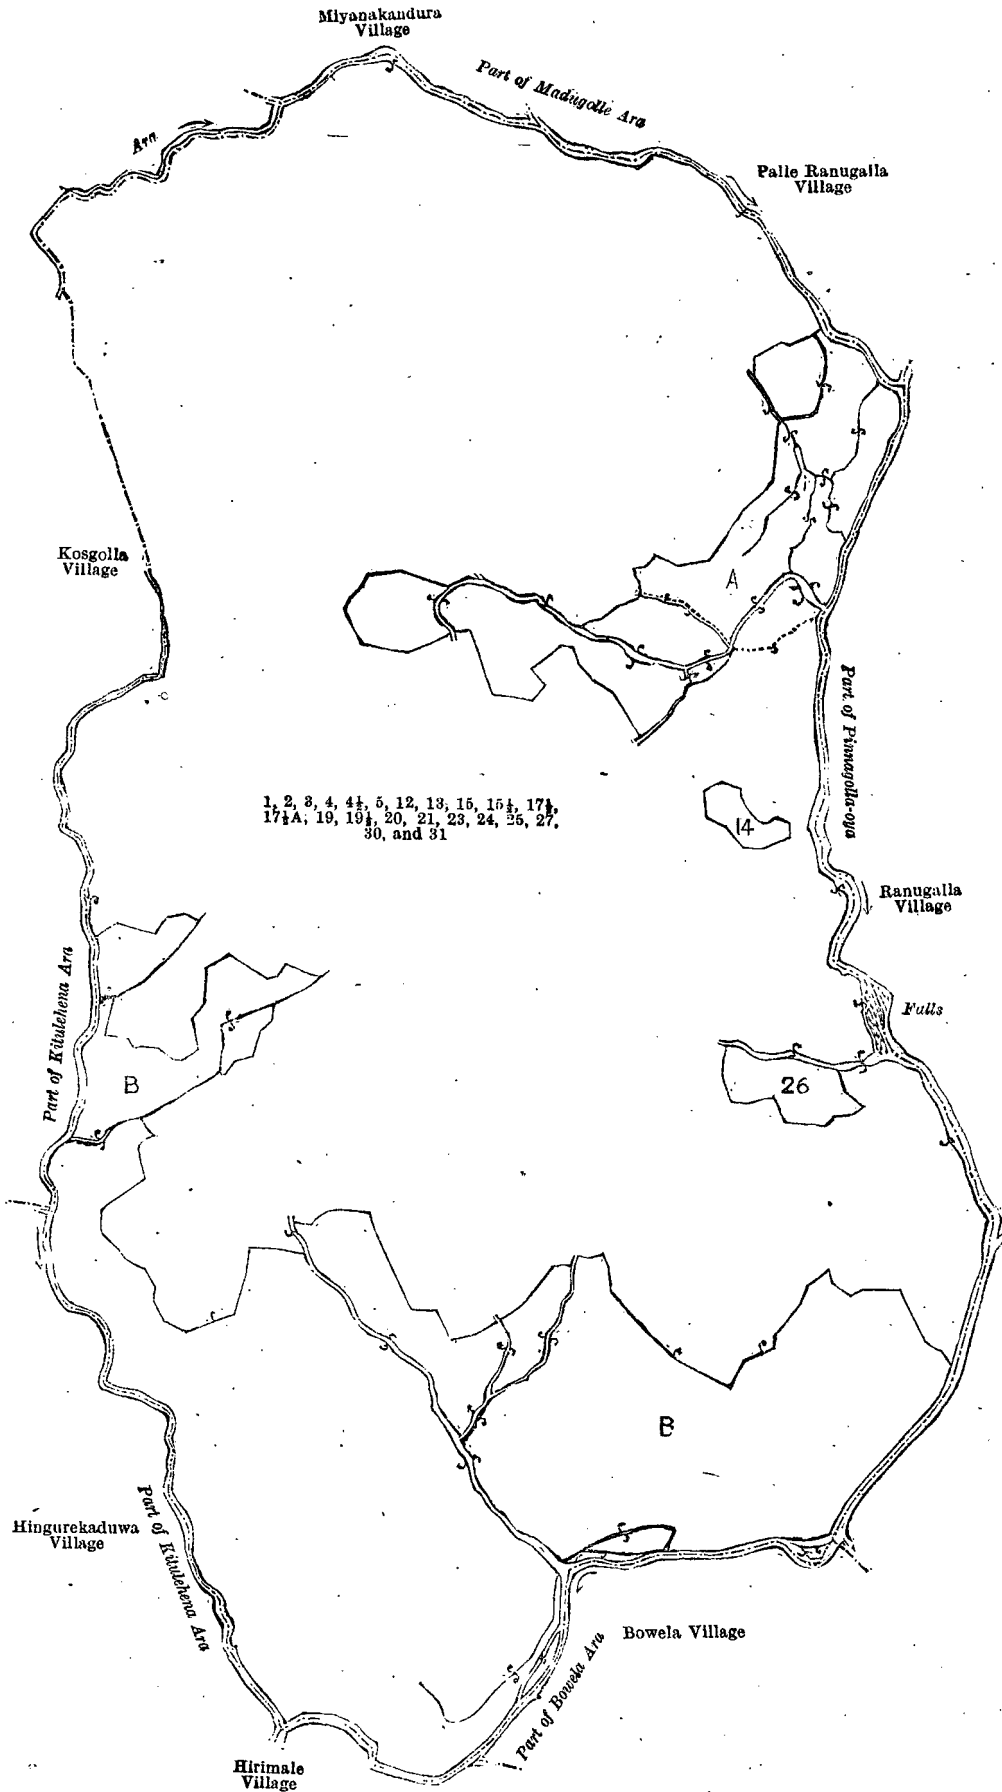 Miyanakandura
Village
Part of Madugolle Ara
Ara
Palle Ranugalla
Village
Kosgolla
Village
A
Part of Pinnagolla-oya
1, 2, 3, 4, 4½, 5, 12, 13, 15, 15½, 17½,
17½A, 19, 19½, 20, 21, 23, 24, 25, 27,
30, and 31
14
Ranugalla
Village
Part of Kitulehena Ara
Falls
B
26
B
Hingurekaduwa
Village
Part of Kitulehena Ara
Bowela Village
Part of Bowela Ara
Hirimale
Village